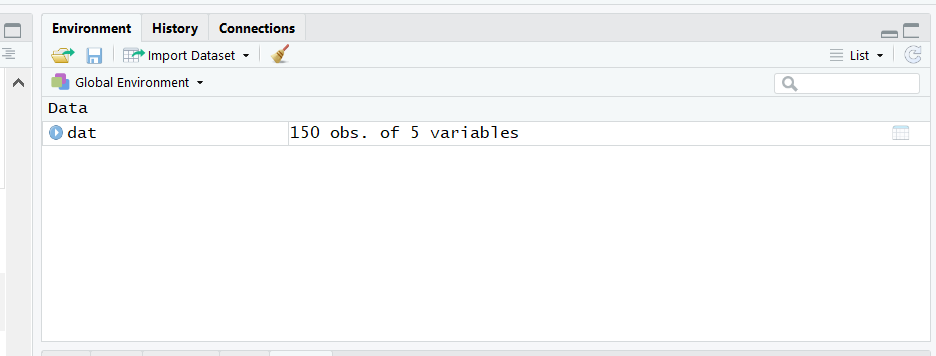 Environment History Connections
Import Dataset List
Global Environment
Data
dat 150 obs. of 5 variables